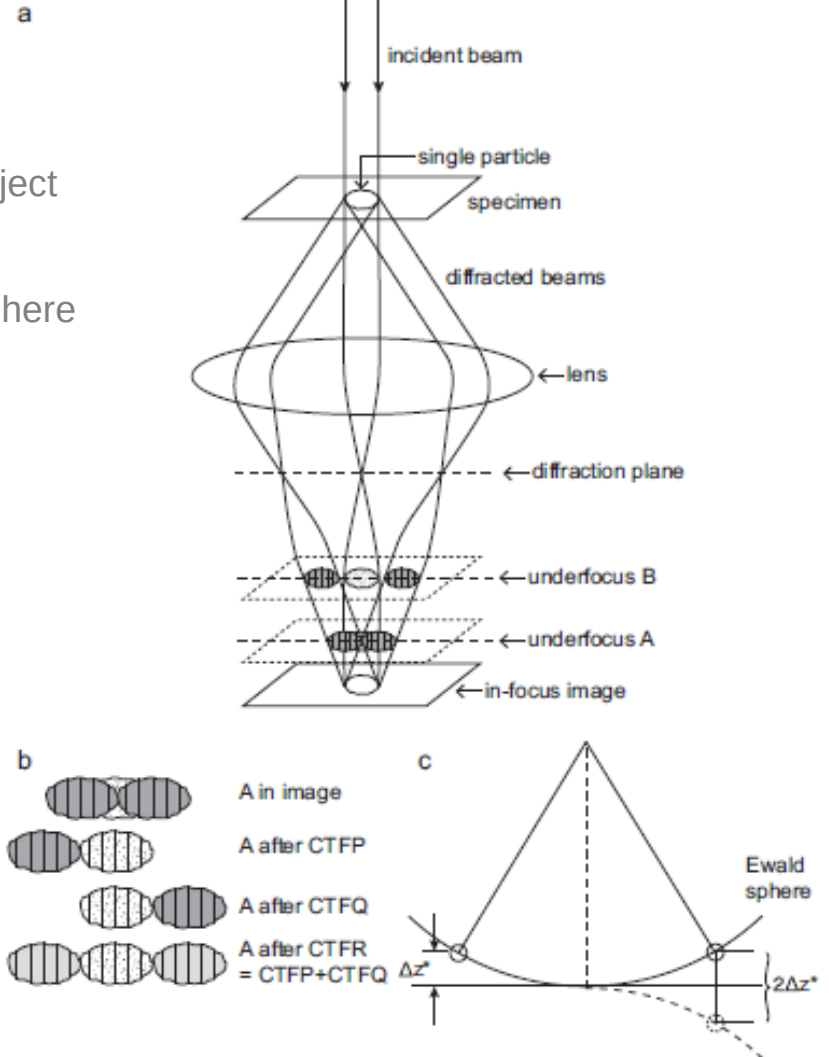 a
incident beam
single particle
ject
specimen
diffracted beams
here
lens
diffraction plane
underfocus B
underfocus A
in-focus image
b
A in image
A after CTFP
A after CTFQ
A after CTFR
= CTFP+CTFQ
c
Ewald
sphere
Δz*
2Δz*